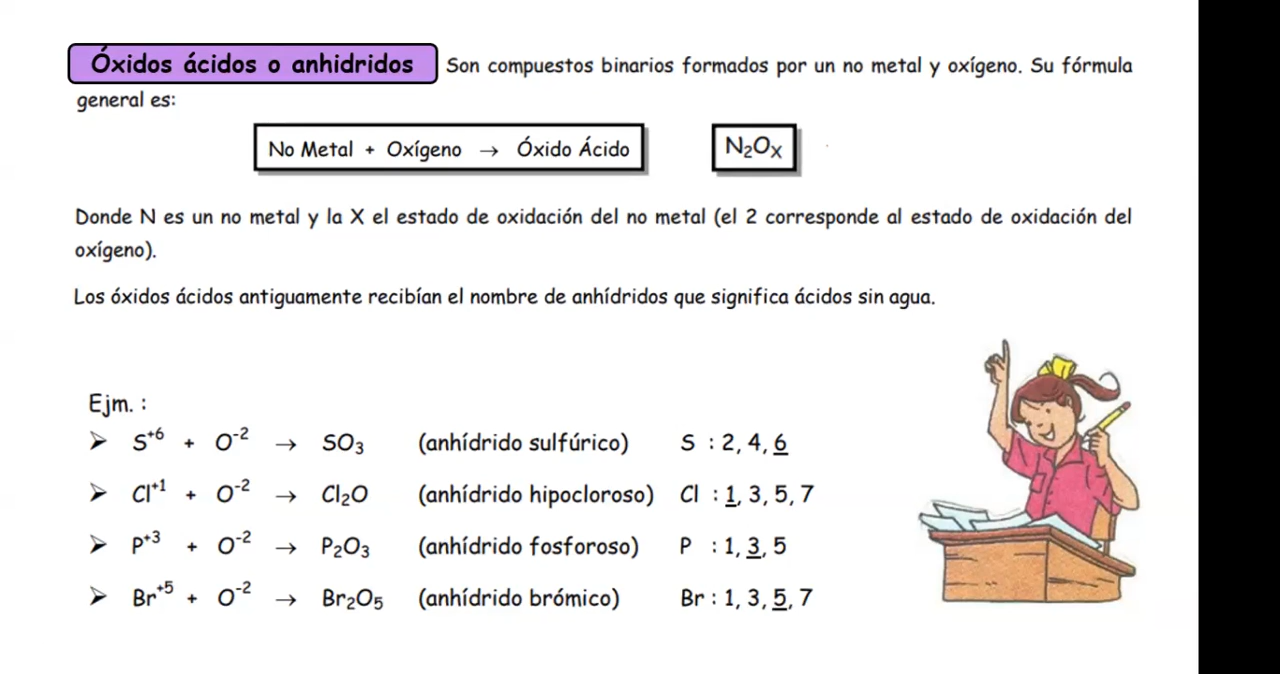 Óxidos ácidos o anhidridos Son compuestos binarios formados por un no metal y oxígeno. Su fórmula
general es:
No Metal + Oxígeno → Óxido Ácido N₂Oₓ
Donde N es un no metal y la X el estado de oxidación del no metal (el 2 corresponde al estado de oxidación del
oxígeno).
Los óxidos ácidos antiguamente recibían el nombre de anhídridos que significa ácidos sin agua.
Ejm. :
➢ S⁺⁶ + O⁻² → SO₃ (anhídrido sulfúrico) S : 2, 4, 6
➢ Cl⁺¹ + O⁻² → Cl₂O (anhídrido hipocloroso) Cl : 1, 3, 5, 7
➢ P⁺³ + O⁻² → P₂O₃ (anhídrido fosforoso) P : 1, 3, 5
➢ Br⁺⁵ + O⁻² → Br₂O₅ (anhídrido brómico) Br : 1, 3, 5, 7